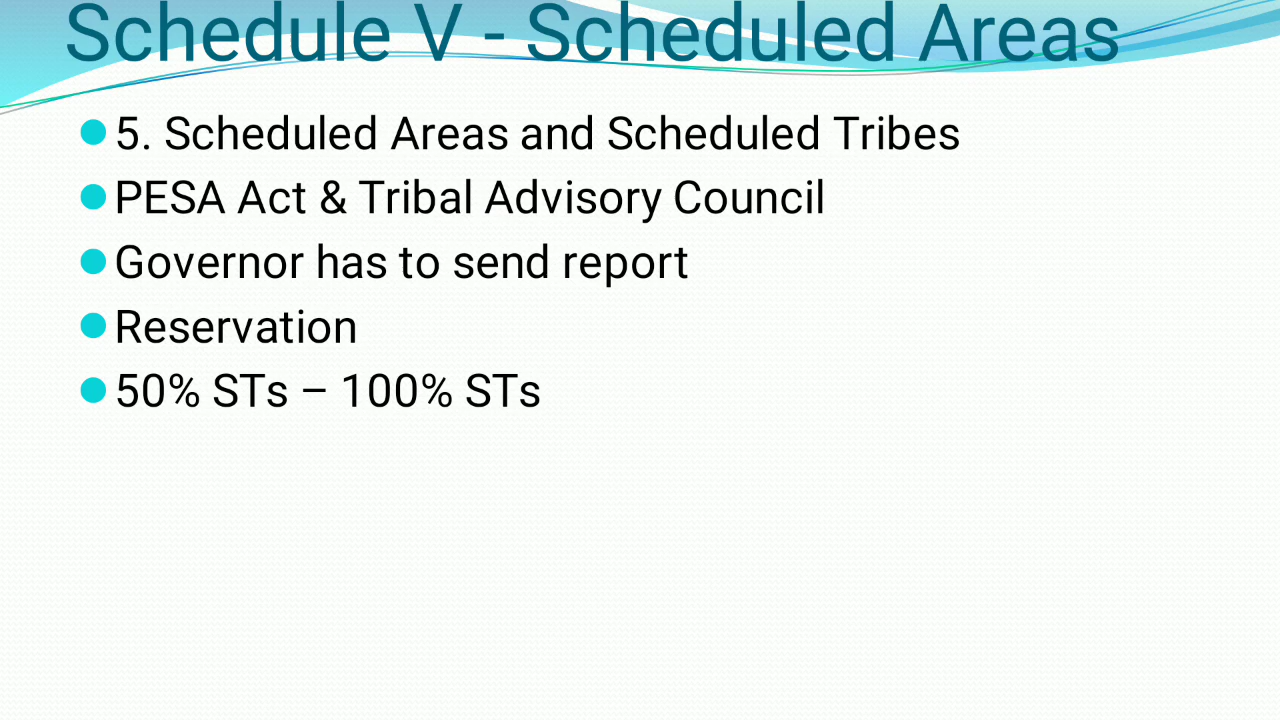 Schedule V - Scheduled Areas
5. Scheduled Areas and Scheduled Tribes
PESA Act & Tribal Advisory Council
Governor has to send report
Reservation
50% STs – 100% STs